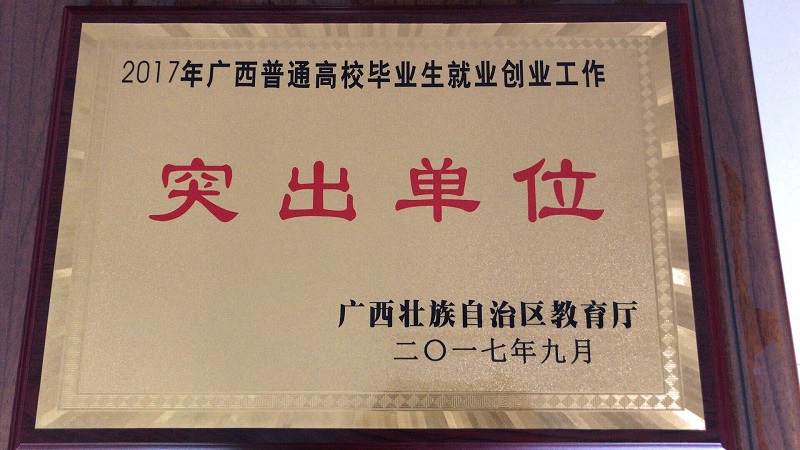 2017年广西普通高校毕业生就业创业工作
突出单位
广西壮族自治区教育厅
二〇一七年九月